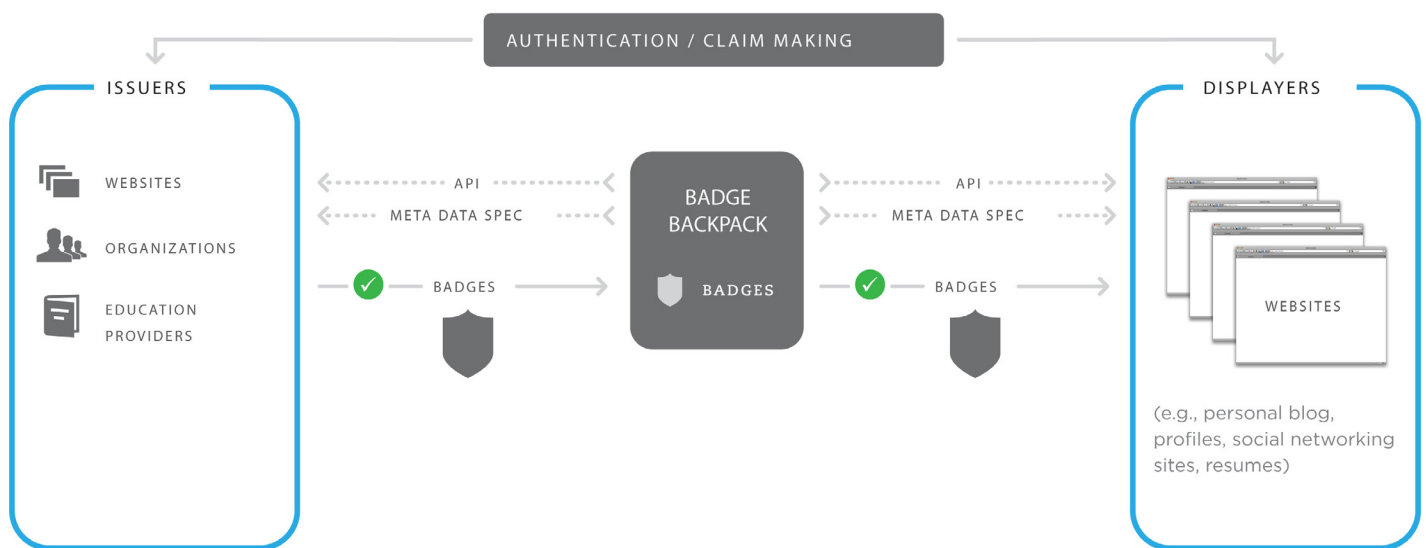 AUTHENTICATION / CLAIM MAKING
ISSUERS
WEBSITES
ORGANIZATIONS
EDUCATION
PROVIDERS
API
META DATA SPEC
BADGES
BADGE
BACKPACK
BADGES
API
META DATA SPEC
BADGES
DISPLAYERS
WEBSITES
(e.g., personal blog,
profiles, social networking
sites, resumes)